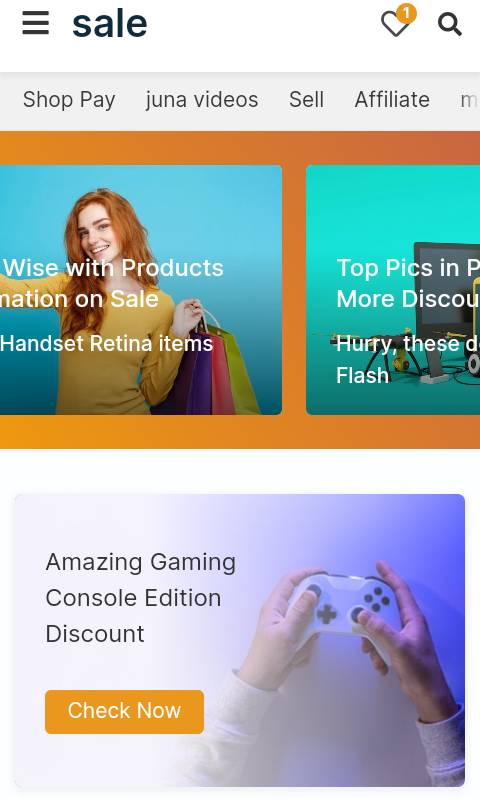 sale
1
Shop Pay juna videos Sell Affiliate
Wise with Products
mation on Sale
Handset Retina items
Top Pics in P
More Discou
Hurry, these d
Flash
Amazing Gaming
Console Edition
Discount
Check Now